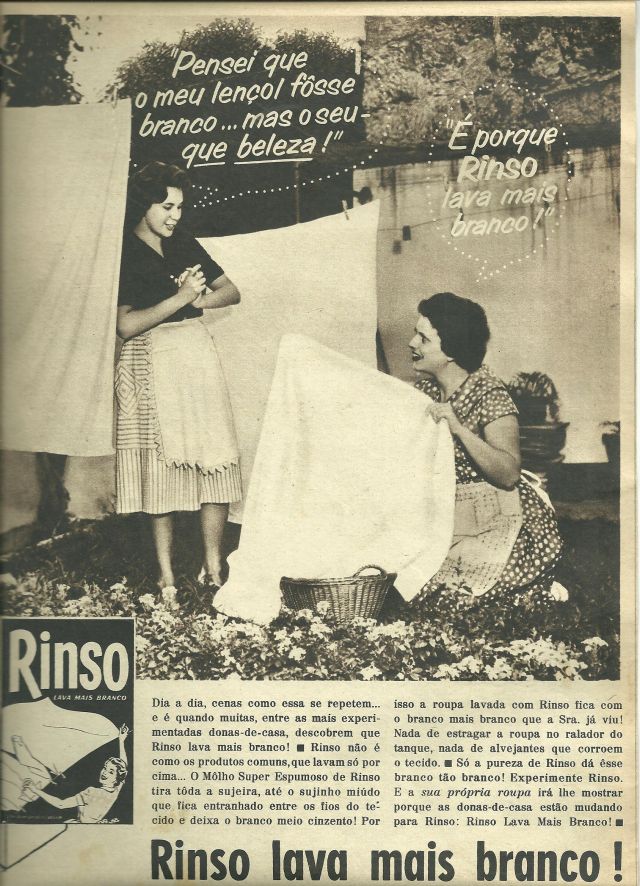 "Pensei que
o meu lençol fôsse
branco... mas o seu-
que beleza!"
"É porque
Rinso
lava mais
branco!"
Rinso
LAVA MAIS BRANCO
Dia a dia, cenas como essa se repetem...
e é quando muitas, entre as mais experi-
mentadas donas-de-casa, descobrem que
Rinso lava mais branco! ■ Rinso não é
como os produtos comuns, que lavam só por
cima... O Môlho Super Espumoso de Rinso
tira tôda a sujeira, até o sujinho miúdo
que fica entranhado entre os fios do te-
cido e deixa o branco meio cinzento! Por
isso a roupa lavada com Rinso fica com
o branco mais branco que a Sra. já viu!
Nada de estragar a roupa no ralador do
tanque, nada de alvejantes que corroem
o tecido. ■ Só a pureza de Rinso dá êsse
branco tão branco! Experimente Rinso.
E a sua própria roupa irá lhe mostrar
porque as donas-de-casa estão mudando
para Rinso: Rinso Lava Mais Branco! ■
Rinso lava mais branco!